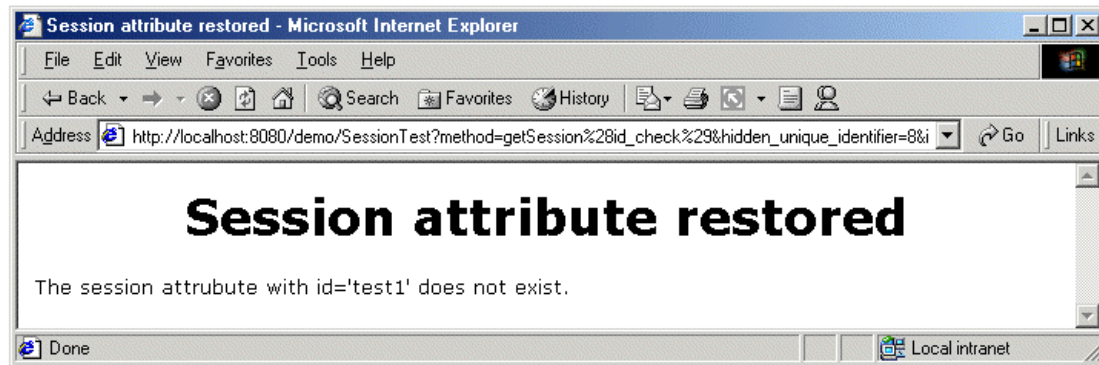 Session attribute restored - Microsoft Internet Explorer
File Edit View Favorites Tools Help
Back Search Favorites History
Address http://localhost:8080/demo/SessionTest?method=getSession%28id_check%29&hidden_unique_identifier=8&i Go Links
Session attribute restored
The session attrubute with id='test1' does not exist.
Done Local intranet